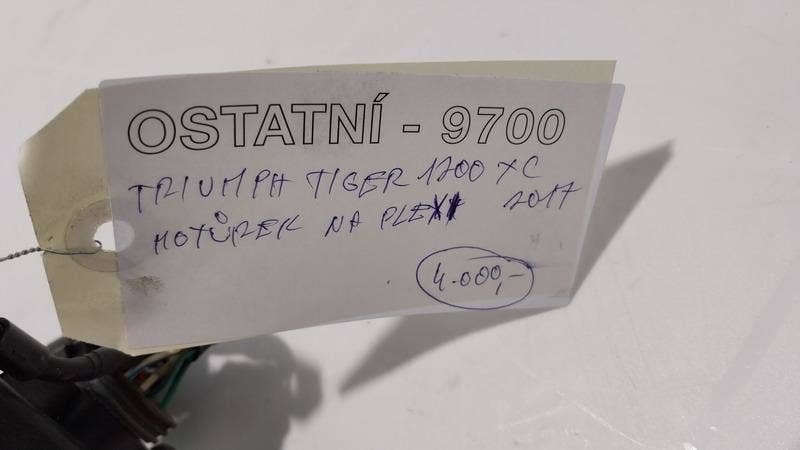 OSTATNÍ - 9700
TRIUMPH TIGER 1200 XC
MOTŮREK NA PLEXI 2017
4.000,-